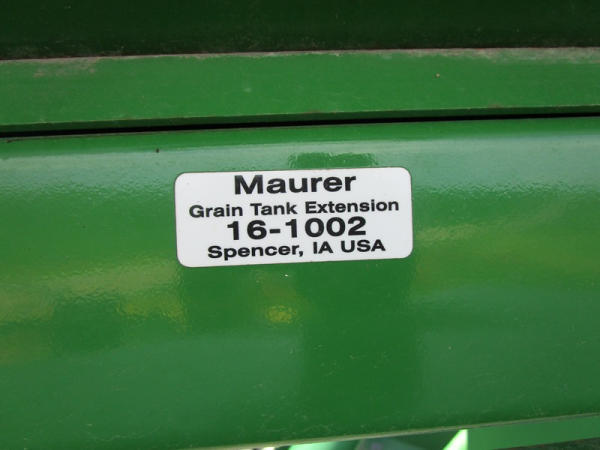 Maurer
Grain Tank Extension
16-1002
Spencer, IA USA